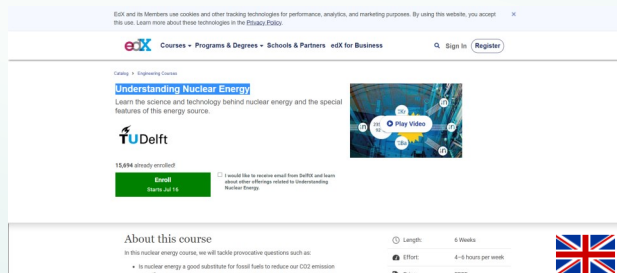 EdX and its Members use cookies and other tracking technologies for performance, analytics, and marketing purposes. By using this website, you accept
this use. Learn more about these technologies in the Privacy Policy.
×
edX
Courses Programs & Degrees Schools & Partners edX for Business
Sign In Register
Catalog > Engineering Courses
Understanding Nuclear Energy
Learn the science and technology behind nuclear energy and the special
features of this energy source.
TUDelft
Play Video
15,694 already enrolled!
Enroll
Starts Jul 16
I would like to receive email from DelftX and learn
about other offerings related to Understanding
Nuclear Energy.
About this course
In this nuclear energy course, we will tackle provocative questions such as:
• Is nuclear energy a good substitute for fossil fuels to reduce our CO2 emission
Length: 6 Weeks
Effort: 4–6 hours per week